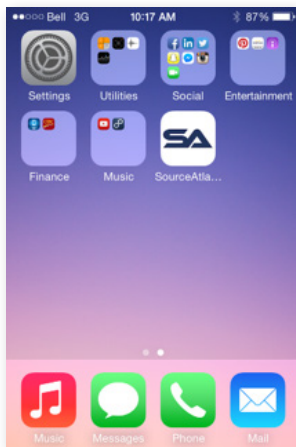 Bell 3G 10:17 AM 87%
Settings Utilities Social Entertainment
SA
Finance Music SourceAtla...
Music Messages Phone Mail